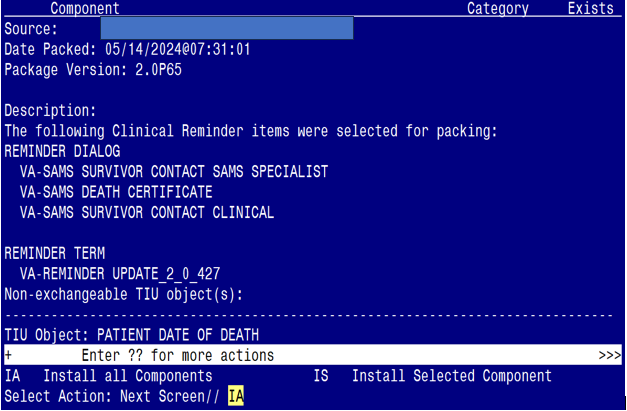 Component Category Exists
Source:
Date Packed: 05/14/2024@07:31:01
Package Version: 2.0P65
Description:
The following Clinical Reminder items were selected for packing:
REMINDER DIALOG
VA-SAMS SURVIVOR CONTACT SAMS SPECIALIST
VA-SAMS DEATH CERTIFICATE
VA-SAMS SURVIVOR CONTACT CLINICAL
REMINDER TERM
VA-REMINDER UPDATE_2_0_427
Non-exchangeable TIU object(s):
--------------------------------------------------------------------------------
TIU Object: PATIENT DATE OF DEATH
+ Enter ?? for more actions >>>
IA Install all Components IS Install Selected Component
Select Action: Next Screen// IA